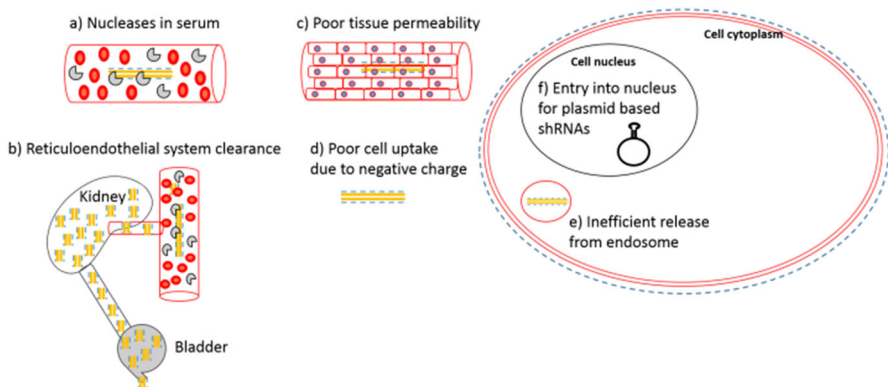 a) Nucleases in serum
b) Reticuloendothelial system clearance
Kidney
Bladder
c) Poor tissue permeability
d) Poor cell uptake
due to negative charge
Cell cytoplasm
Cell nucleus
f) Entry into nucleus
for plasmid based
shRNAs
e) Inefficient release
from endosome